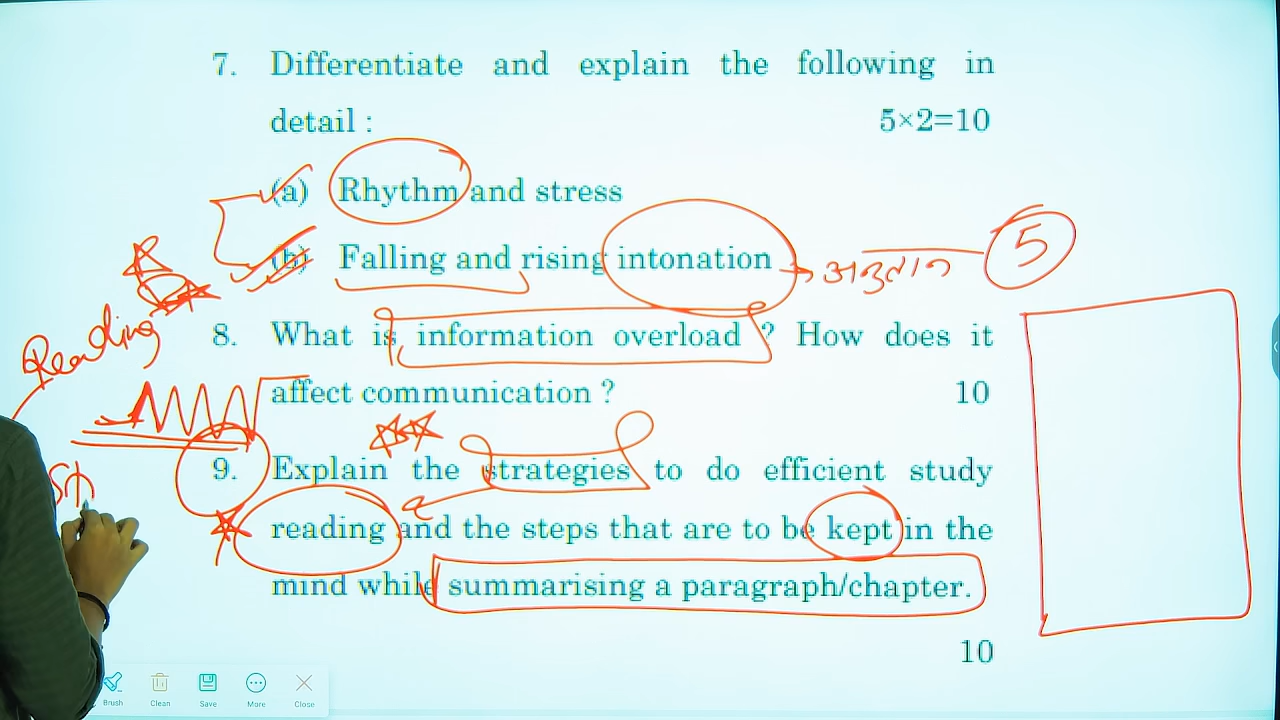 7. Differentiate and explain the following in
detail : 5×2=10
(a) Rhythm and stress
(b) Falling and rising intonation → अनुतान 5
8. What is information overload ? How does it
affect communication ? 10
Reading
9. Explain the strategies to do efficient study
reading and the steps that are to be kept in the
mind while summarising a paragraph/chapter.
10
Brush Clean Save More Close